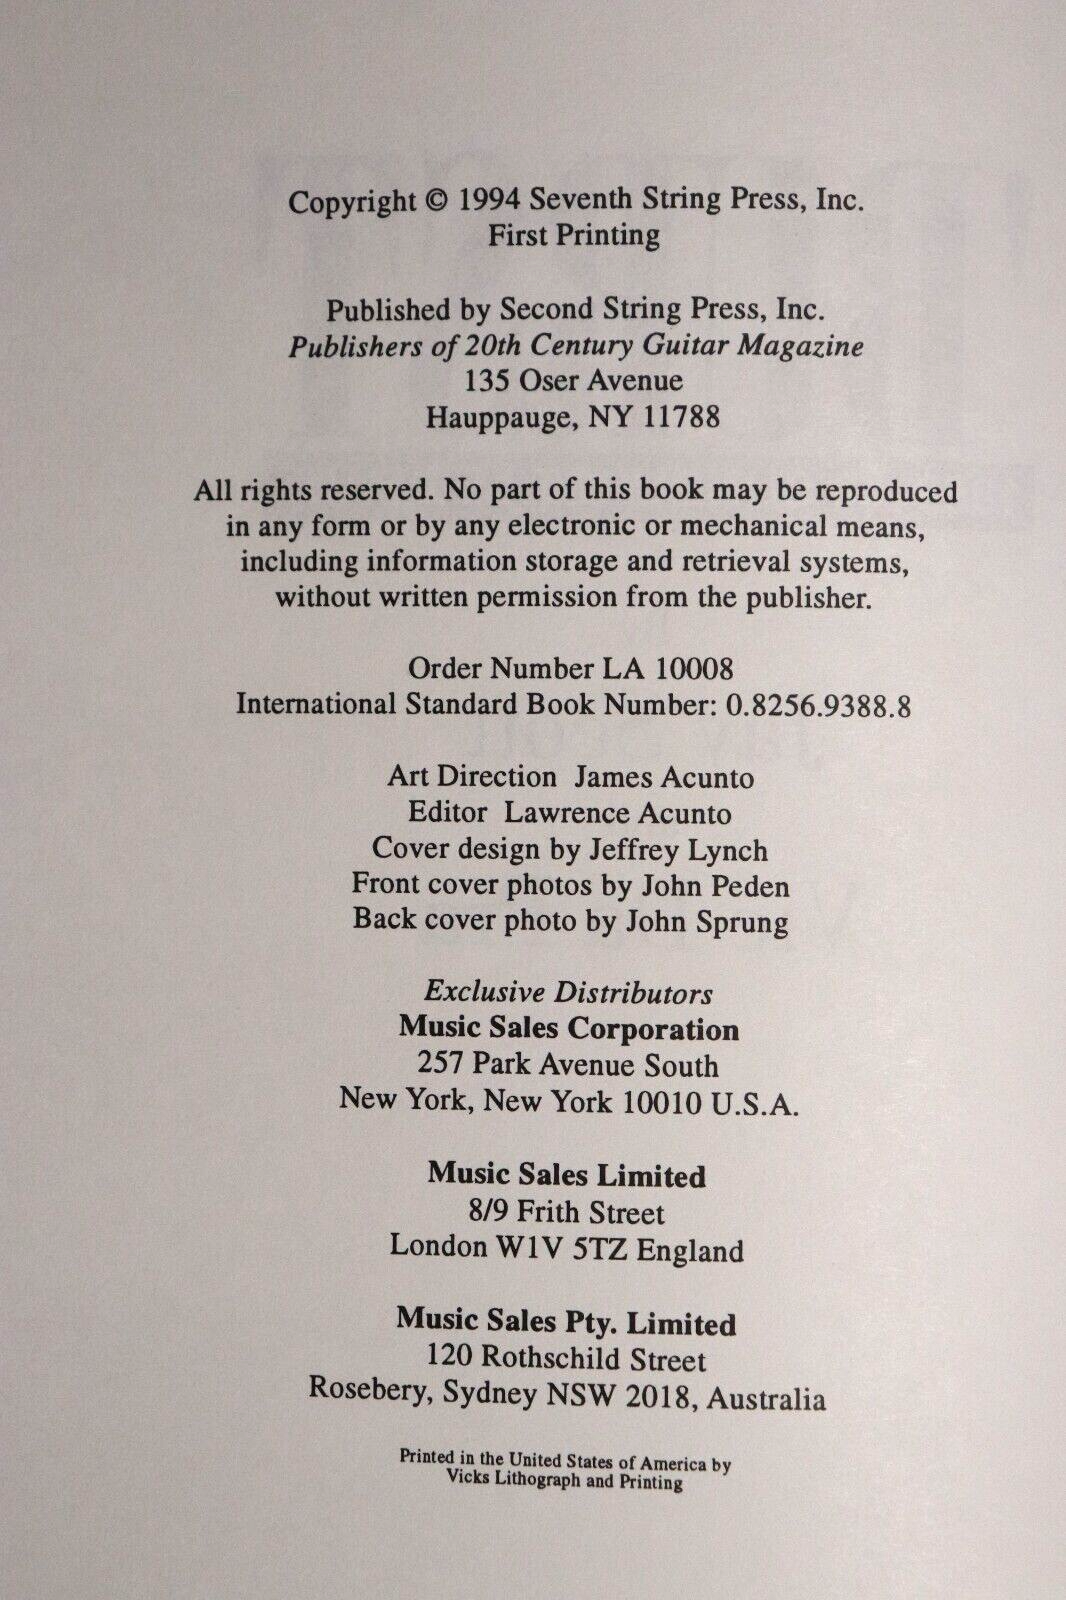 Copyright © 1994 Seventh String Press, Inc.
First Printing
Published by Second String Press, Inc.
Publishers of 20th Century Guitar Magazine
135 Oser Avenue
Hauppauge, NY 11788
All rights reserved. No part of this book may be reproduced
in any form or by any electronic or mechanical means,
including information storage and retrieval systems,
without written permission from the publisher.
Order Number LA 10008
International Standard Book Number: 0.8256.9388.8
Art Direction James Acunto
Editor Lawrence Acunto
Cover design by Jeffrey Lynch
Front cover photos by John Peden
Back cover photo by John Sprung
Exclusive Distributors
Music Sales Corporation
257 Park Avenue South
New York, New York 10010 U.S.A.
Music Sales Limited
8/9 Frith Street
London W1V 5TZ England
Music Sales Pty. Limited
120 Rothschild Street
Rosebery, Sydney NSW 2018, Australia
Printed in the United States of America by
Vicks Lithograph and Printing